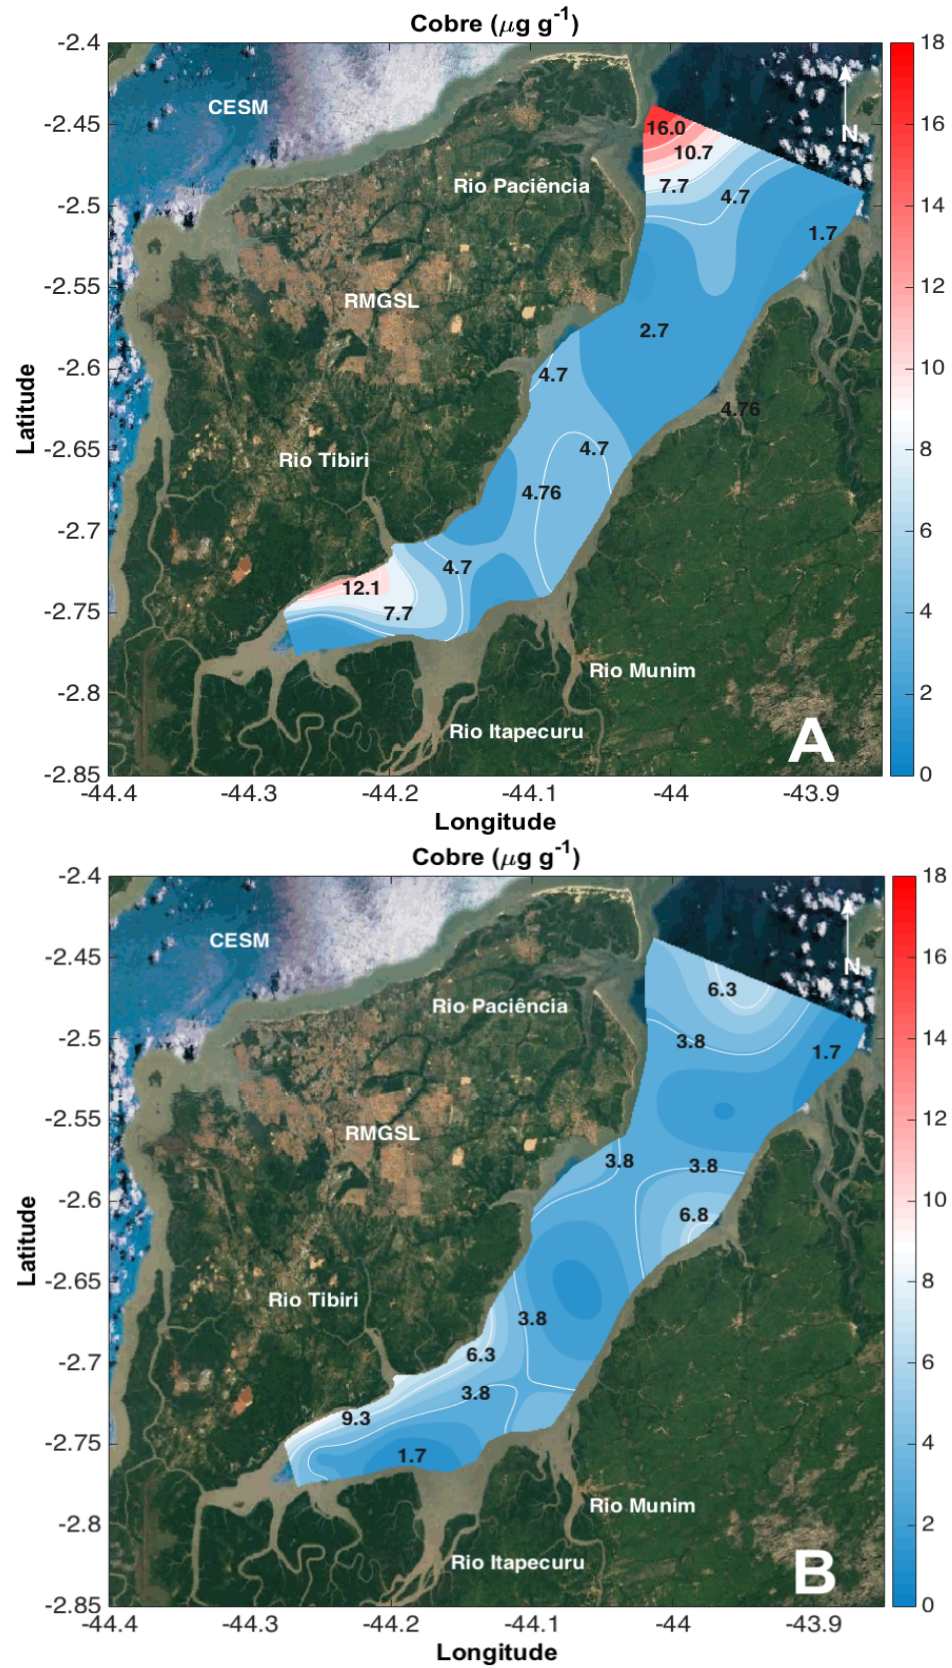 Cobre (μg g⁻¹)
-2.4
18
CESM
-2.45
16.0
N
16
10.7
Rio Paciência
7.7
4.7
-2.5
14
1.7
-2.55
12
RMGSL
2.7
-2.6
10
4.7
4.76
Latitude
-2.65
8
Rio Tibiri
4.7
4.76
6
-2.7
4.7
12.1
4
-2.75
7.7
Rio Munim
-2.8
2
Rio Itapecuru
A
-2.85
0
-44.4 -44.3 -44.2 -44.1 -44 -43.9
Longitude
Cobre (μg g⁻¹)
-2.4
18
CESM
-2.45
N
16
6.3
Rio Paciência
-2.5
3.8
14
1.7
-2.55
12
RMGSL
3.8
3.8
-2.6
10
6.8
Latitude
-2.65
8
Rio Tibiri
3.8
6.3
-2.7
6
3.8
9.3
-2.75
4
1.7
Rio Munim
-2.8
2
Rio Itapecuru
B
-2.85
0
-44.4 -44.3 -44.2 -44.1 -44 -43.9
Longitude